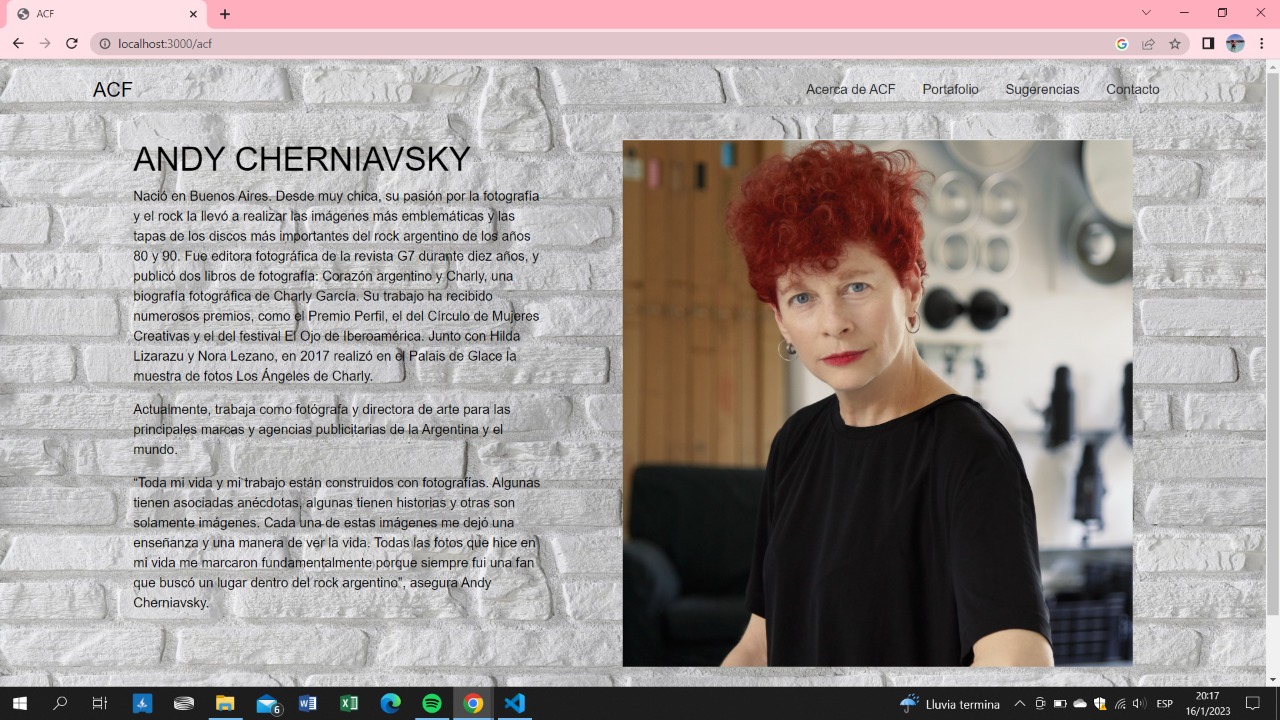 ACF
localhost:3000/acf
ACF
Acerca de ACF Portafolio Sugerencias Contacto
ANDY CHERNIAVSKY
Nació en Buenos Aires. Desde muy chica, su pasión por la fotografía
y el rock la llevó a realizar las imágenes más emblemáticas y las
tapas de los discos más importantes del rock argentino de los años
80 y 90. Fue editora fotográfica de la revista G7 durante diez años, y
publicó dos libros de fotografía: Corazón argentino y Charly, una
biografía fotográfica de Charly García. Su trabajo ha recibido
numerosos premios, como el Premio Perfil, el del Círculo de Mujeres
Creativas y el del festival El Ojo de Iberoamérica. Junto con Hilda
Lizarazu y Nora Lezano, en 2017 realizó en el Palais de Glace la
muestra de fotos Los Ángeles de Charly.
Actualmente, trabaja como fotógrafa y directora de arte para las
principales marcas y agencias publicitarias de la Argentina y el
mundo.
“Toda mi vida y mi trabajo están construidos con fotografías. Algunas
tienen asociadas anécdotas, algunas tienen historias y otras son
solamente imágenes. Cada una de estas imágenes me dejó una
enseñanza y una manera de ver la vida. Todas las fotos que hice en
mi vida me marcaron fundamentalmente porque siempre fui una fan
que buscó un lugar dentro del rock argentino”, asegura Andy
Cherniavsky.
6
Lluvia termina
ESP
20:17
16/1/2023